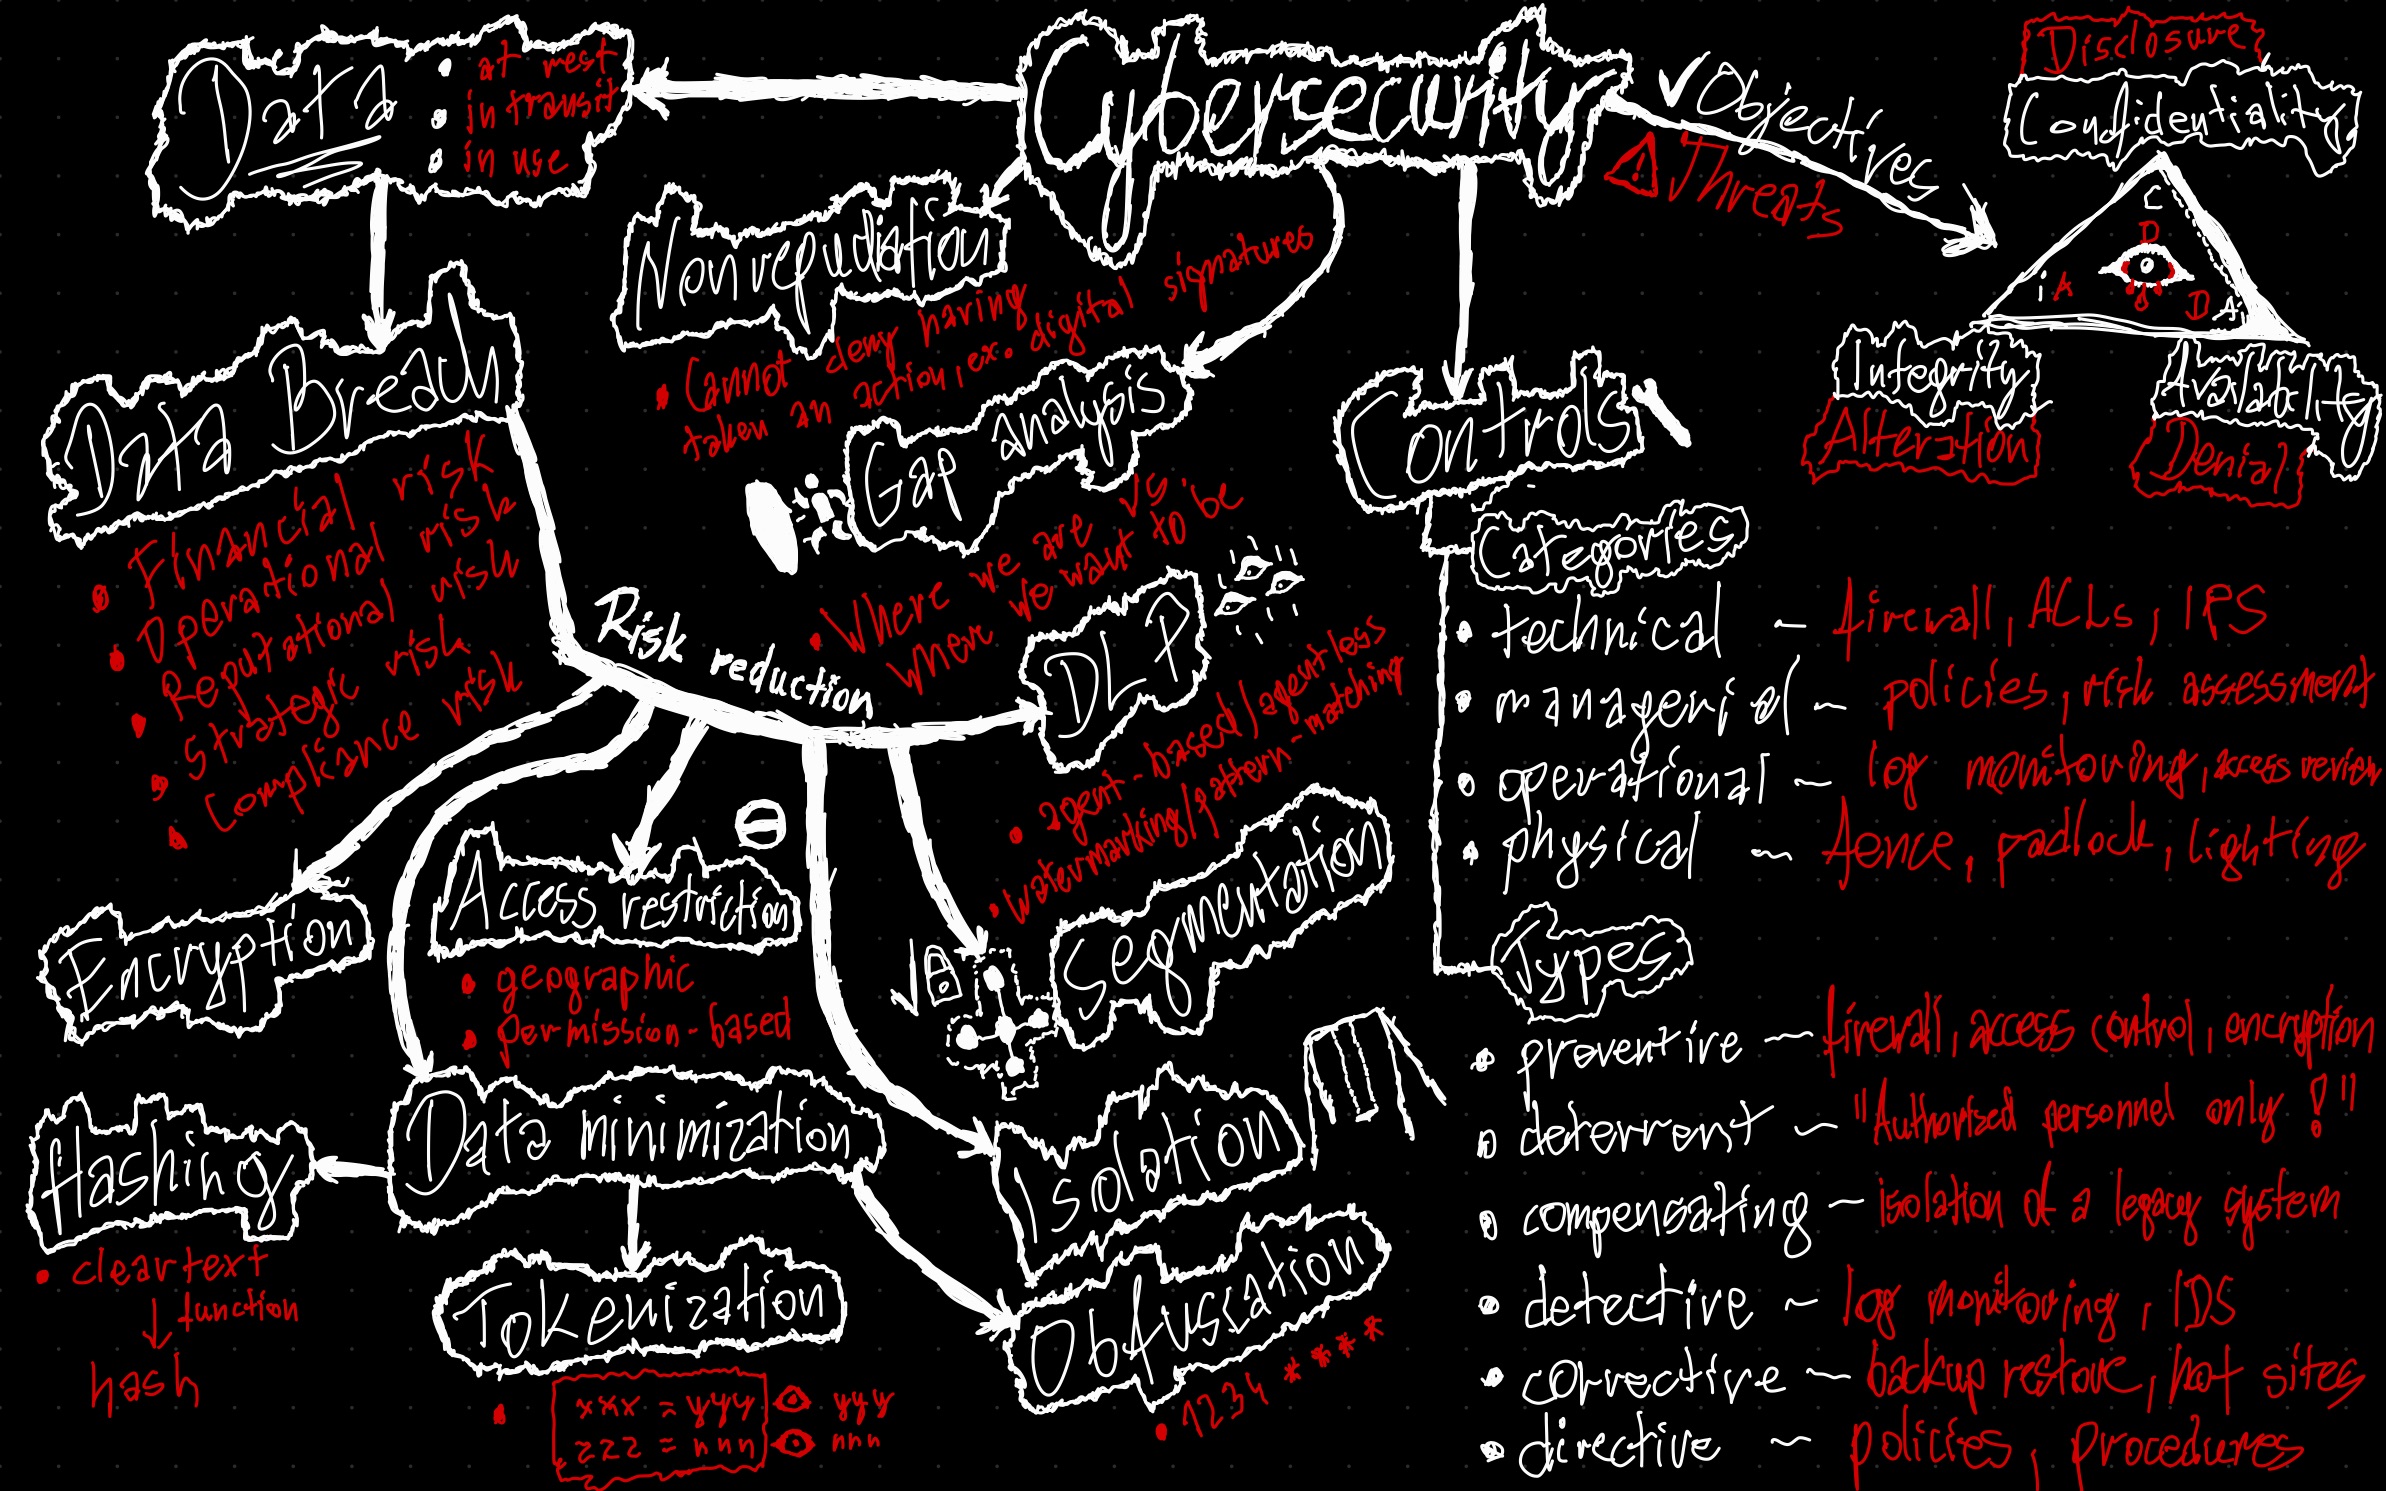 Cybersecurity
Data
• at rest
• in transit
• in use
✓ Objectives
⚠ Threats
Disclosure
Confidentiality
C
D
I A
D A
Integrity
Alteration
Availability
Denial
Nonrepudiation
• Cannot deny having
taken an action, ex. digital signatures
Gap analysis
• Where we are vs.
where we want to be
Data Breach
• Financial risk
• Operational risk
• Reputational risk
• Strategic risk
• Compliance risk
Risk reduction
DLP
• agent-based/agentless
• watermarking/pattern-matching
Segmentation
Isolation
Access restriction
• geographic
• permission-based
Encryption
Data minimization
Hashing
• cleartext
↓ function
hash
Tokenization
• xxx = yyy yyy
zzz = nnn nnn
Obfuscation
• 1234 ****
Controls
Categories
• technical ~ firewall, ACLs, IPS
• managerial ~ policies, risk assessment
• operational ~ log monitoring, access review
• physical ~ fence, padlock, lighting
Types
• preventive ~ firewall, access control, encryption
• deterrent ~ "Authorised personnel only!"
• compensating ~ isolation of a legacy system
• detective ~ log monitoring, IDS
• corrective ~ backup restore, hot sites
• directive ~ policies, procedures